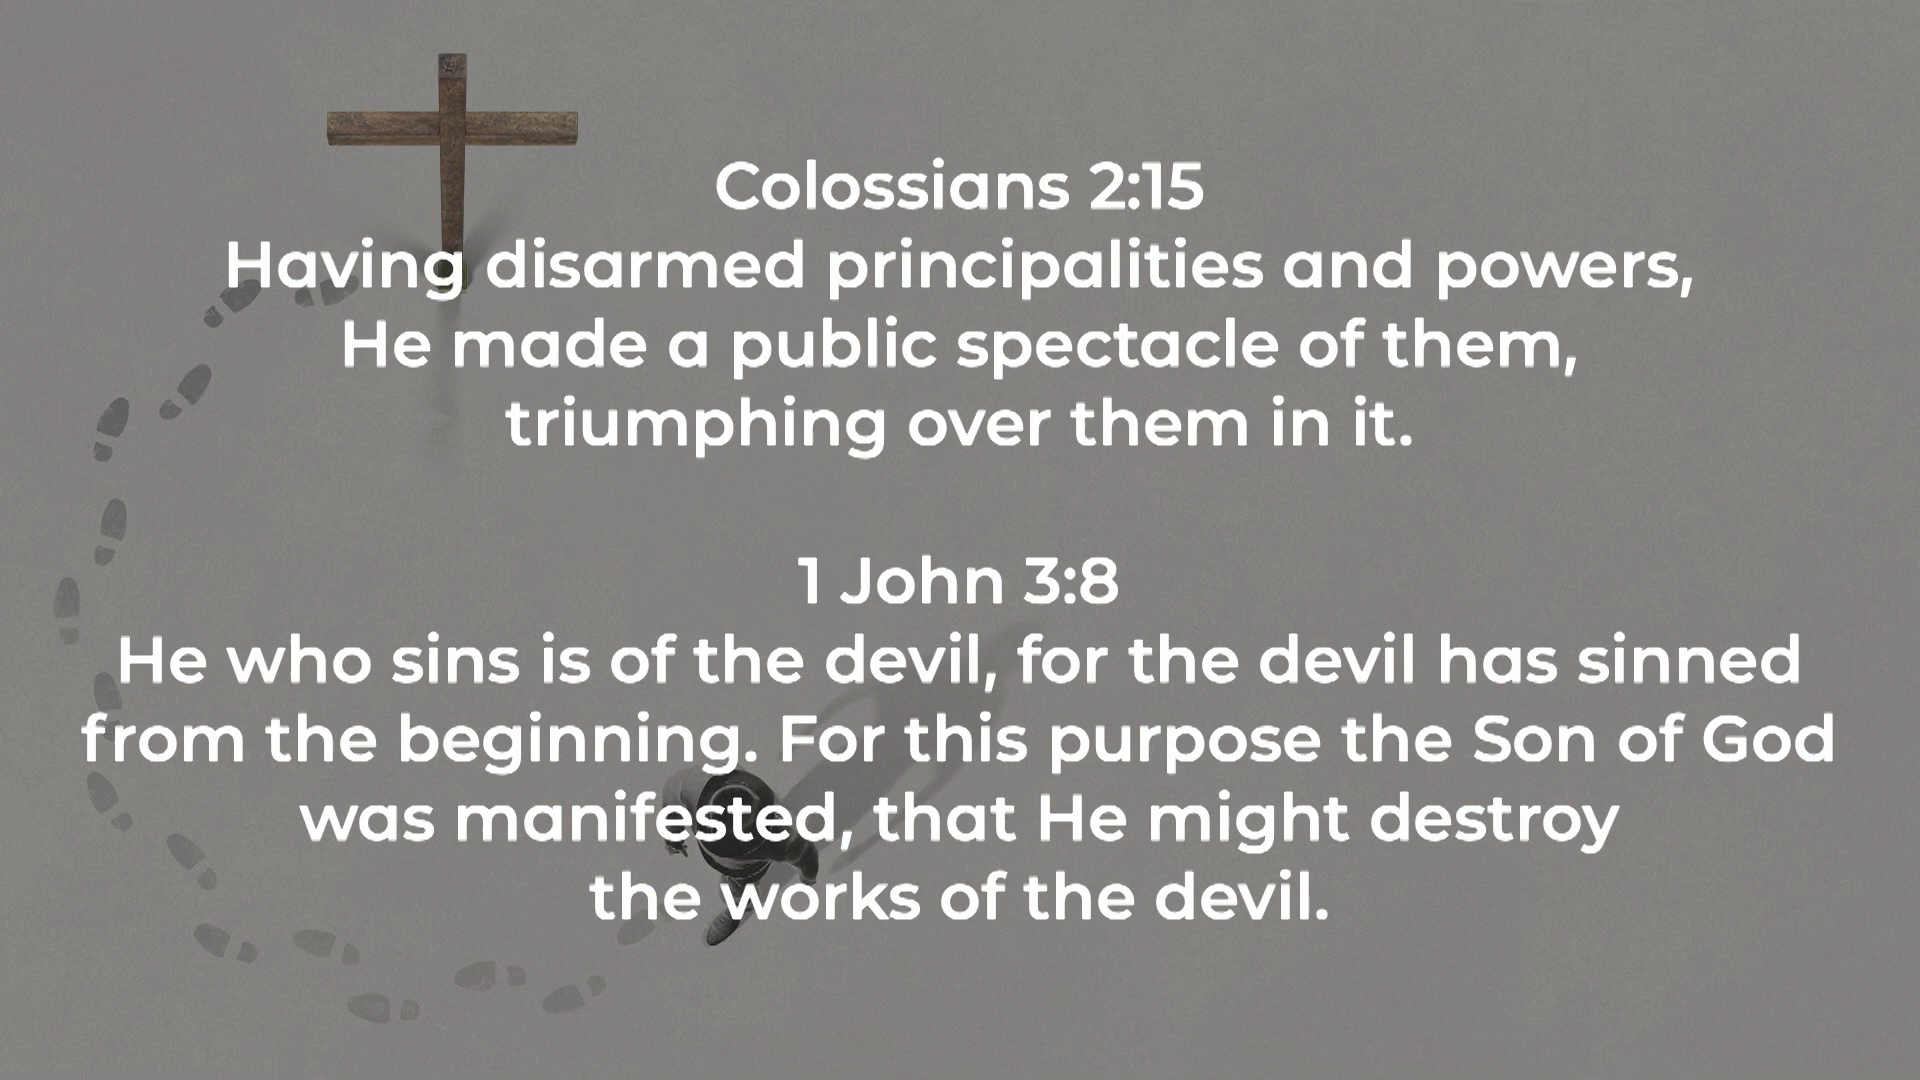 Colossians 2:15
Having disarmed principalities and powers,
He made a public spectacle of them,
triumphing over them in it.
1 John 3:8
He who sins is of the devil, for the devil has sinned
from the beginning. For this purpose the Son of God
was manifested, that He might destroy
the works of the devil.